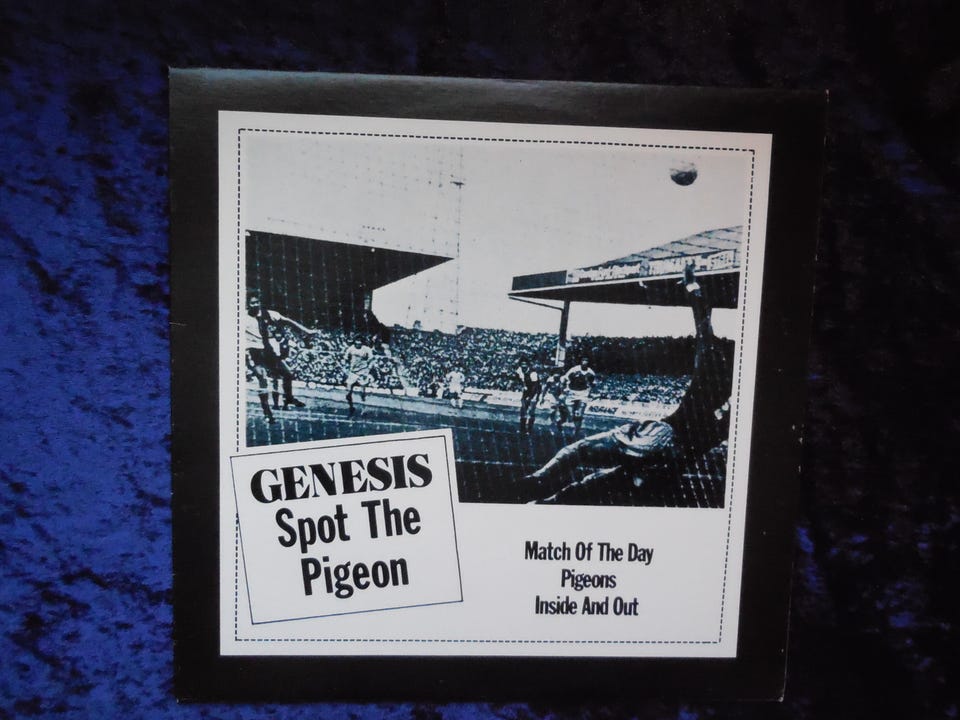 GENESIS
Spot The
Pigeon
Match Of The Day
Pigeons
Inside And Out